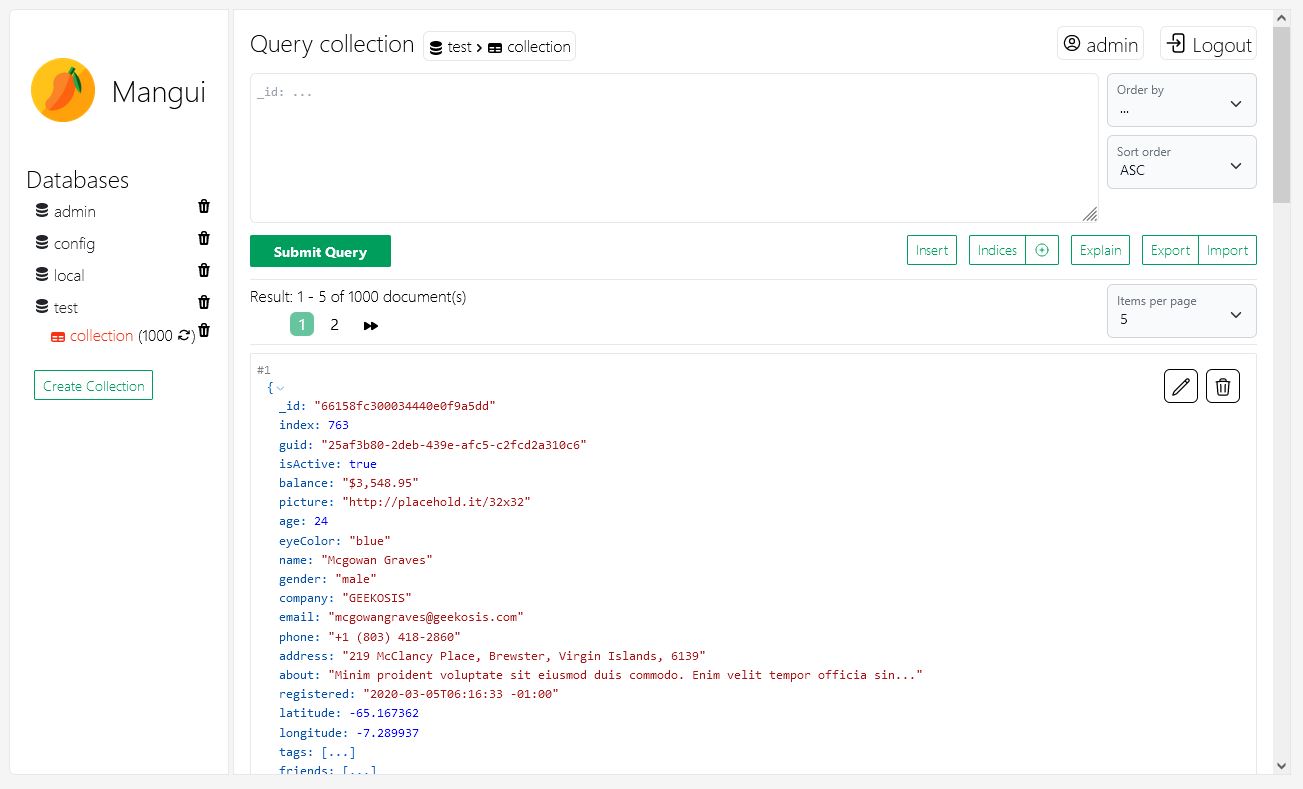 Mangui
Databases
admin
config
local
test
collection (1000 )
Create Collection
Query collection test › collection
admin Logout
_id: ...
Order by
...
Sort order
ASC
Submit Query
Insert Indices Explain Export Import
Result: 1 - 5 of 1000 document(s)
1 2
Items per page
5
#1
{
_id: "66158fc300034440e0f9a5dd"
index: 763
guid: "25af3b80-2deb-439e-afc5-c2fcd2a310c6"
isActive: true
balance: "$3,548.95"
picture: "http://placehold.it/32x32"
age: 24
eyeColor: "blue"
name: "Mcgowan Graves"
gender: "male"
company: "GEEKOSIS"
email: "mcgowangraves@geekosis.com"
phone: "+1 (803) 418-2860"
address: "219 McClancy Place, Brewster, Virgin Islands, 6139"
about: "Minim proident voluptate sit eiusmod duis commodo. Enim velit tempor officia sin..."
registered: "2020-03-05T06:16:33 -01:00"
latitude: -65.167362
longitude: -7.289937
tags: [...]
friends: [...]